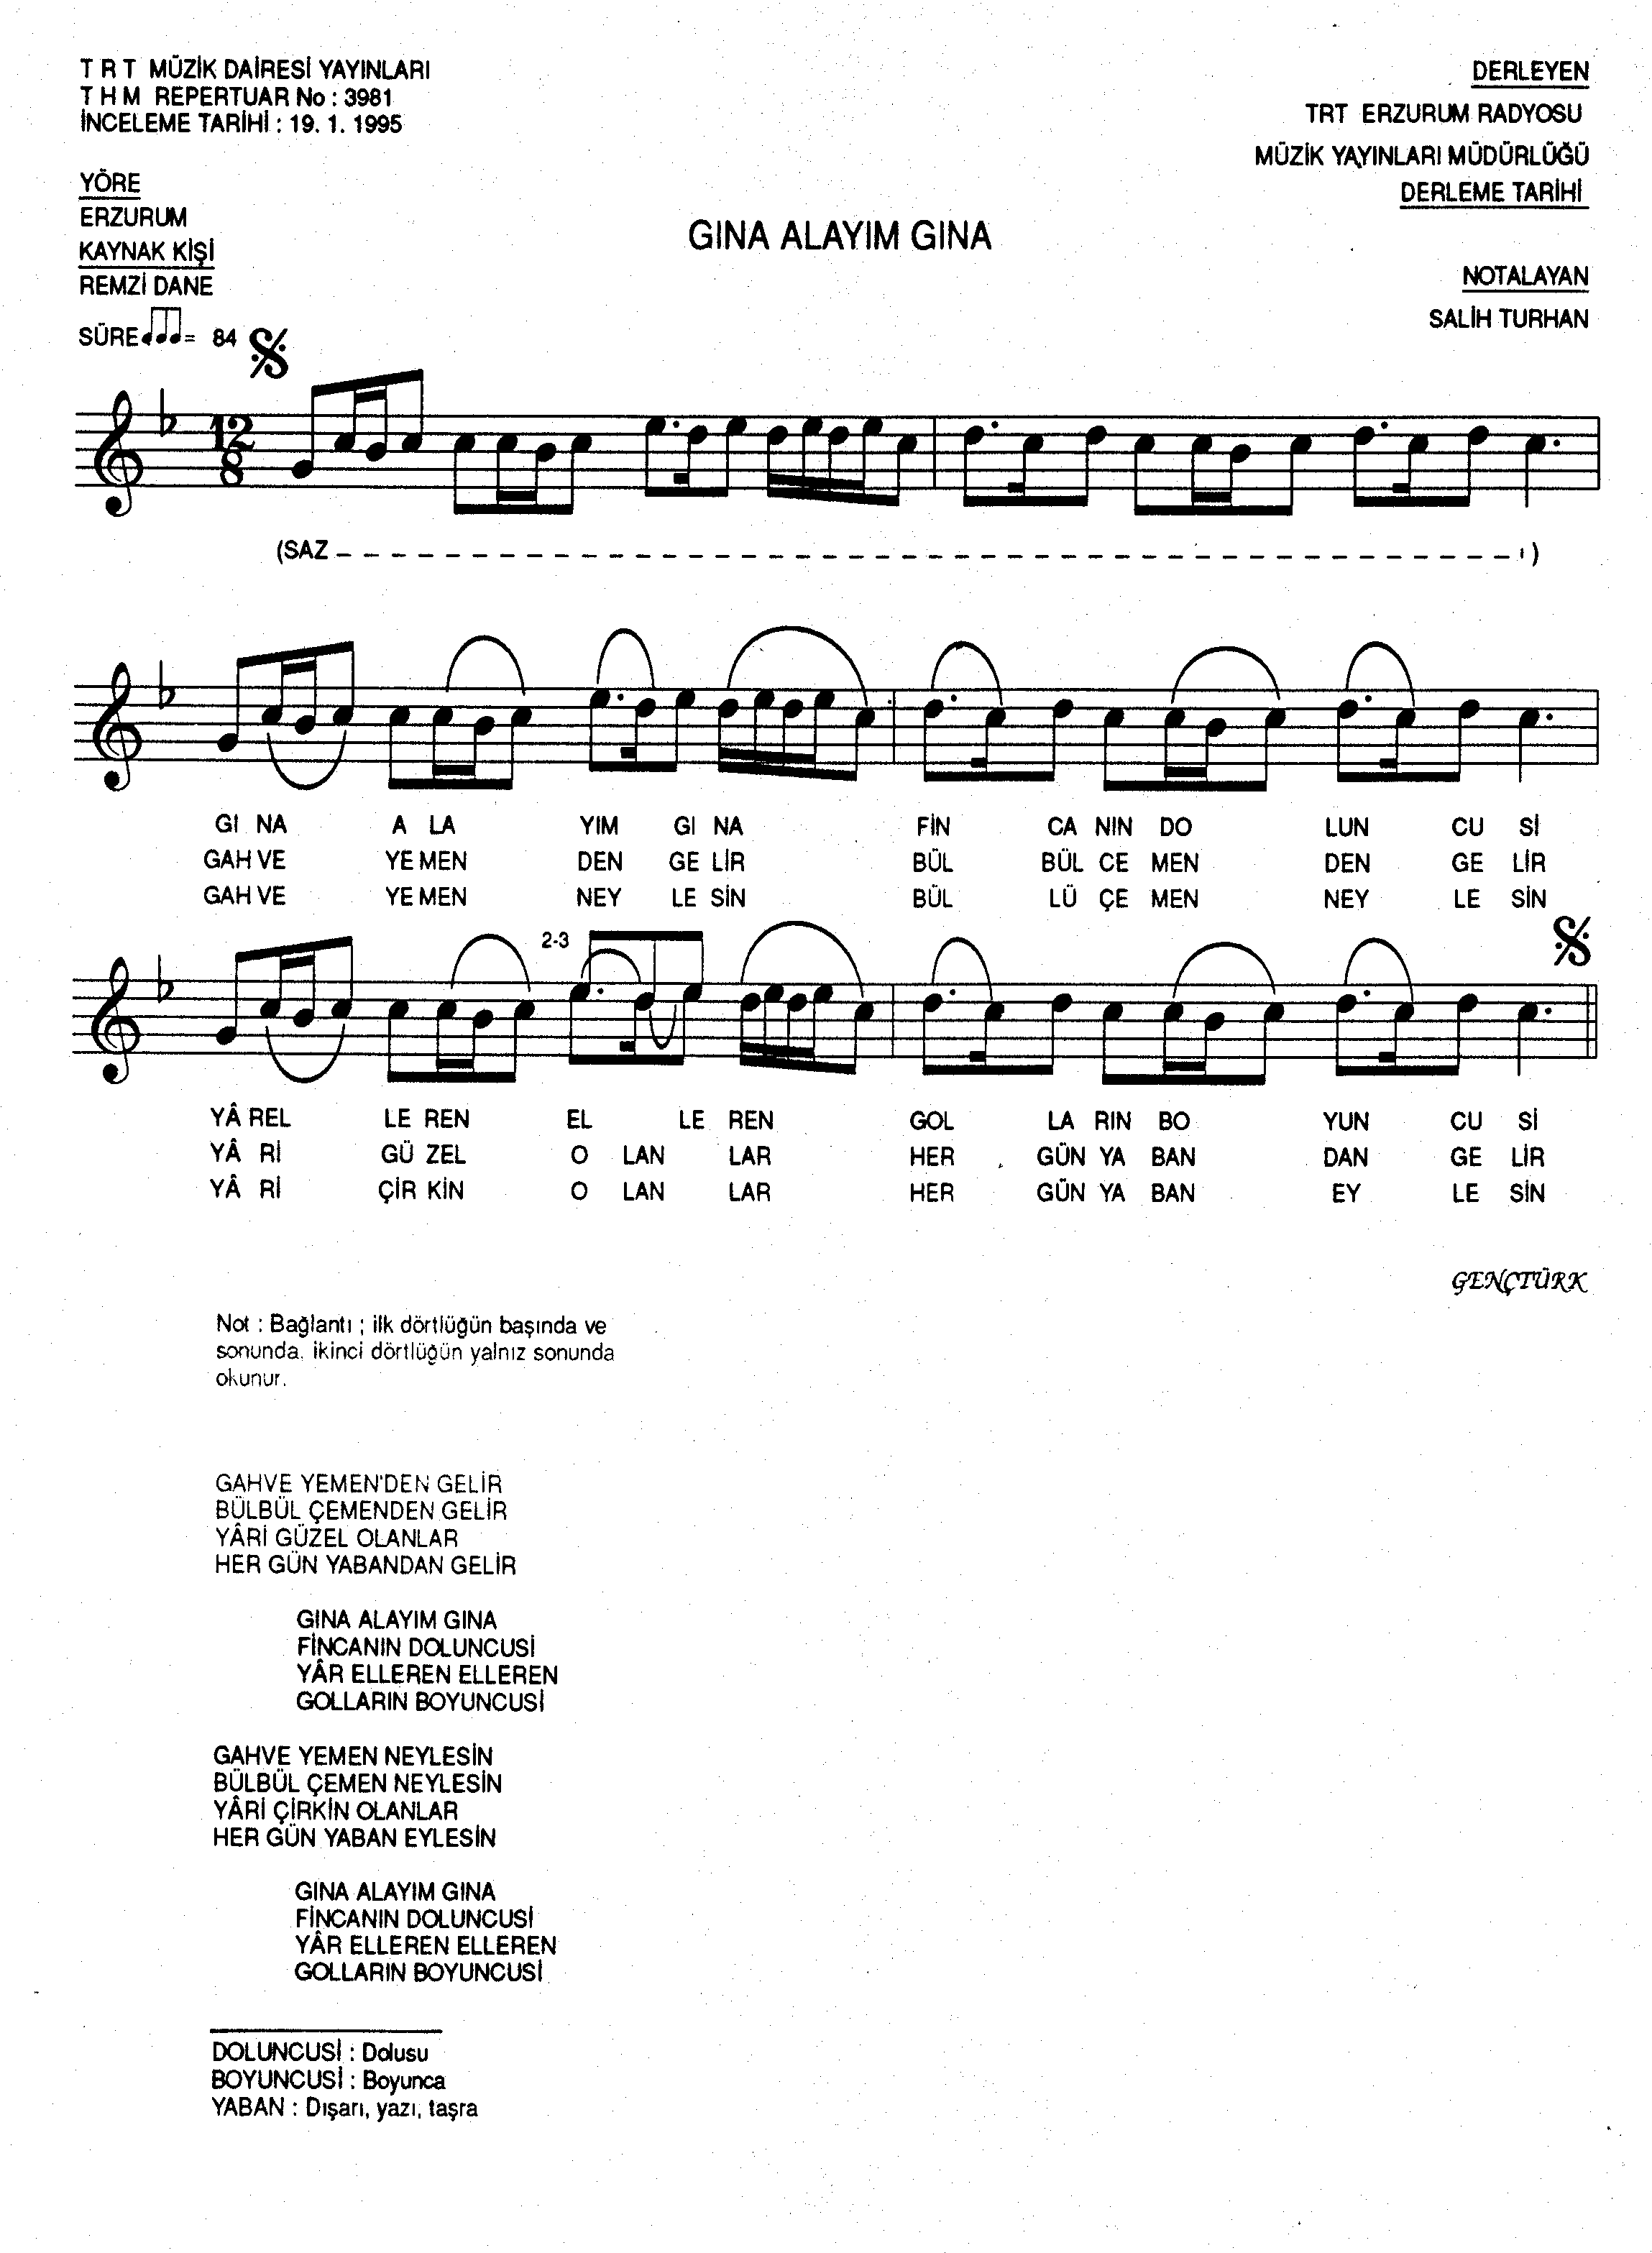 T R T MÜZİK DAİRESİ YAYINLARI
T H M REPERTUAR No : 3981
İNCELEME TARİHİ : 19. 1. 1995
DERLEYEN
TRT ERZURUM RADYOSU
MÜZİK YAYINLARI MÜDÜRLÜĞÜ
DERLEME TARİHİ
YÖRE
ERZURUM
KAYNAK KİŞİ
REMZİ DANE
GINA ALAYIM GINA
NOTALAYAN
SALİH TURHAN
SÜRE = 84
12
8
(SAZ )
GI NA A LA YIM GI NA FİN CA NIN DO LUN CU Sİ
GAH VE YE MEN DEN GE LİR BÜL BÜL CE MEN DEN GE LİR
GAH VE YE MEN NEY LE SİN BÜL LÜ ÇE MEN NEY LE SİN
2-3
YÂ REL LE REN EL LE REN GOL LA RIN BO YUN CU Sİ
YÂ Rİ GÜ ZEL O LAN LAR HER GÜN YA BAN DAN GE LİR
YÂ Rİ ÇİR KİN O LAN LAR HER GÜN YA BAN EY LE SİN
GENÇTÜRK
Not : Bağlantı ; ilk dörtlüğün başında ve
sonunda. ikinci dörtlüğün yalnız sonunda
okunur.
GAHVE YEMEN'DEN GELİR
BÜLBÜL ÇEMENDEN GELİR
YÂRİ GÜZEL OLANLAR
HER GÜN YABANDAN GELİR
GINA ALAYIM GINA
FİNCANIN DOLUNCUSİ
YÂR ELLEREN ELLEREN
GOLLARIN BOYUNCUSİ
GAHVE YEMEN NEYLESİN
BÜLBÜL ÇEMEN NEYLESİN
YÂRİ ÇİRKİN OLANLAR
HER GÜN YABAN EYLESİN
GINA ALAYIM GINA
FİNCANIN DOLUNCUSİ
YÂR ELLEREN ELLEREN
GOLLARIN BOYUNCUSİ
DOLUNCUSİ : Dolusu
BOYUNCUSİ : Boyunca
YABAN : Dışarı, yazı, taşra